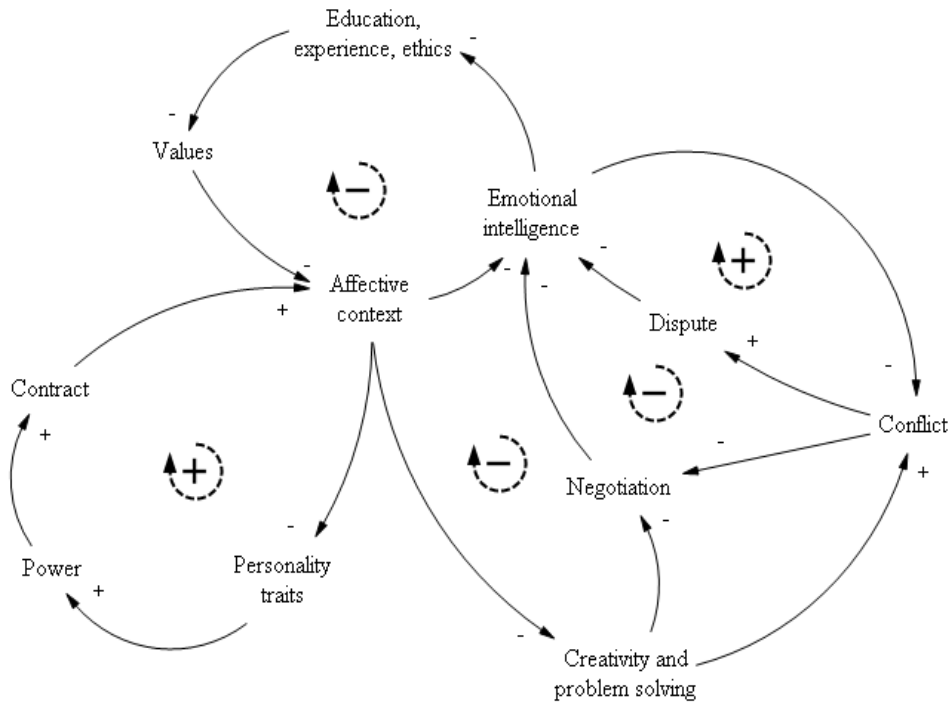 Education,
experience, ethics
-
-
Values
−
Emotional
intelligence
-
-
-
-
+
Affective
context
+
Dispute
+
-
Contract
+
−
Conflict
-
+
+
−
Negotiation
-
-
Power
+
Personality
traits
-
Creativity and
problem solving